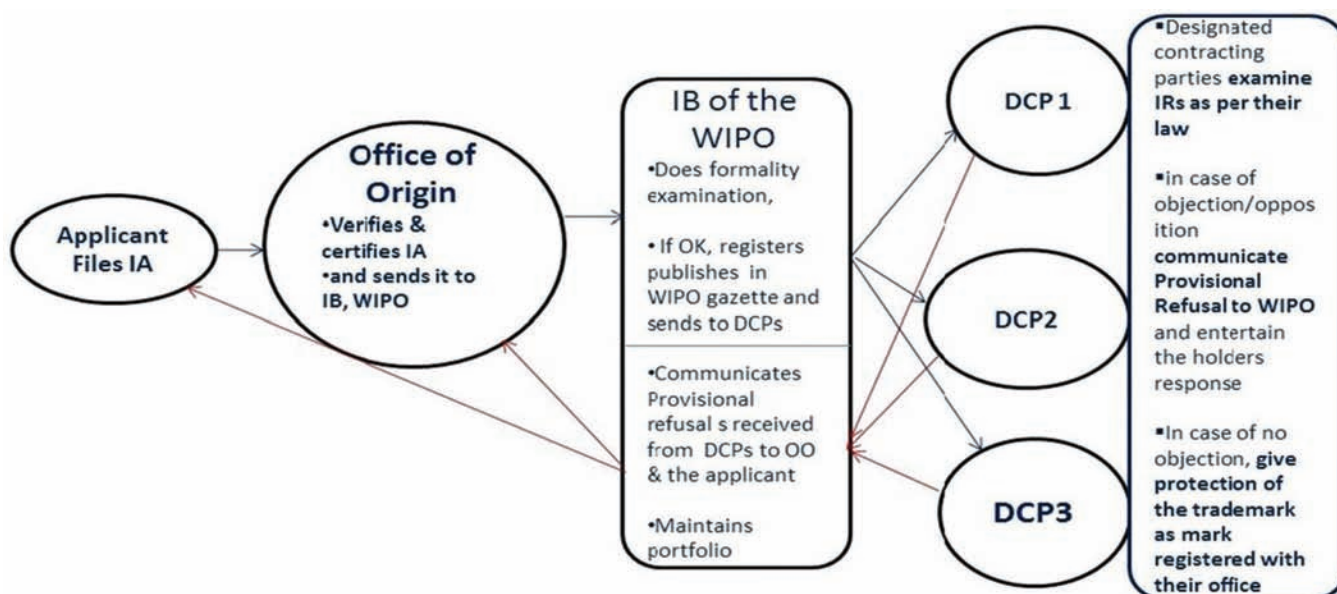 Applicant
Files IA
Office of
Origin
•Verifies &
certifies IA
•and sends it to
IB, WIPO
IB of the
WIPO
•Does formality
examination,
• If OK, registers
publishes in
WIPO gazette and
sends to DCPs
•Communicates
Provisional
refusal s received
from DCPs to OO
& the applicant
•Maintains
portfolio
DCP 1
DCP2
DCP3
▪Designated
contracting
parties examine
IRs as per their
law
▪in case of
objection/oppos
ition
communicate
Provisional
Refusal to WIPO
and entertain
the holders
response
▪In case of no
objection, give
protection of
the trademark
as mark
registered with
their office